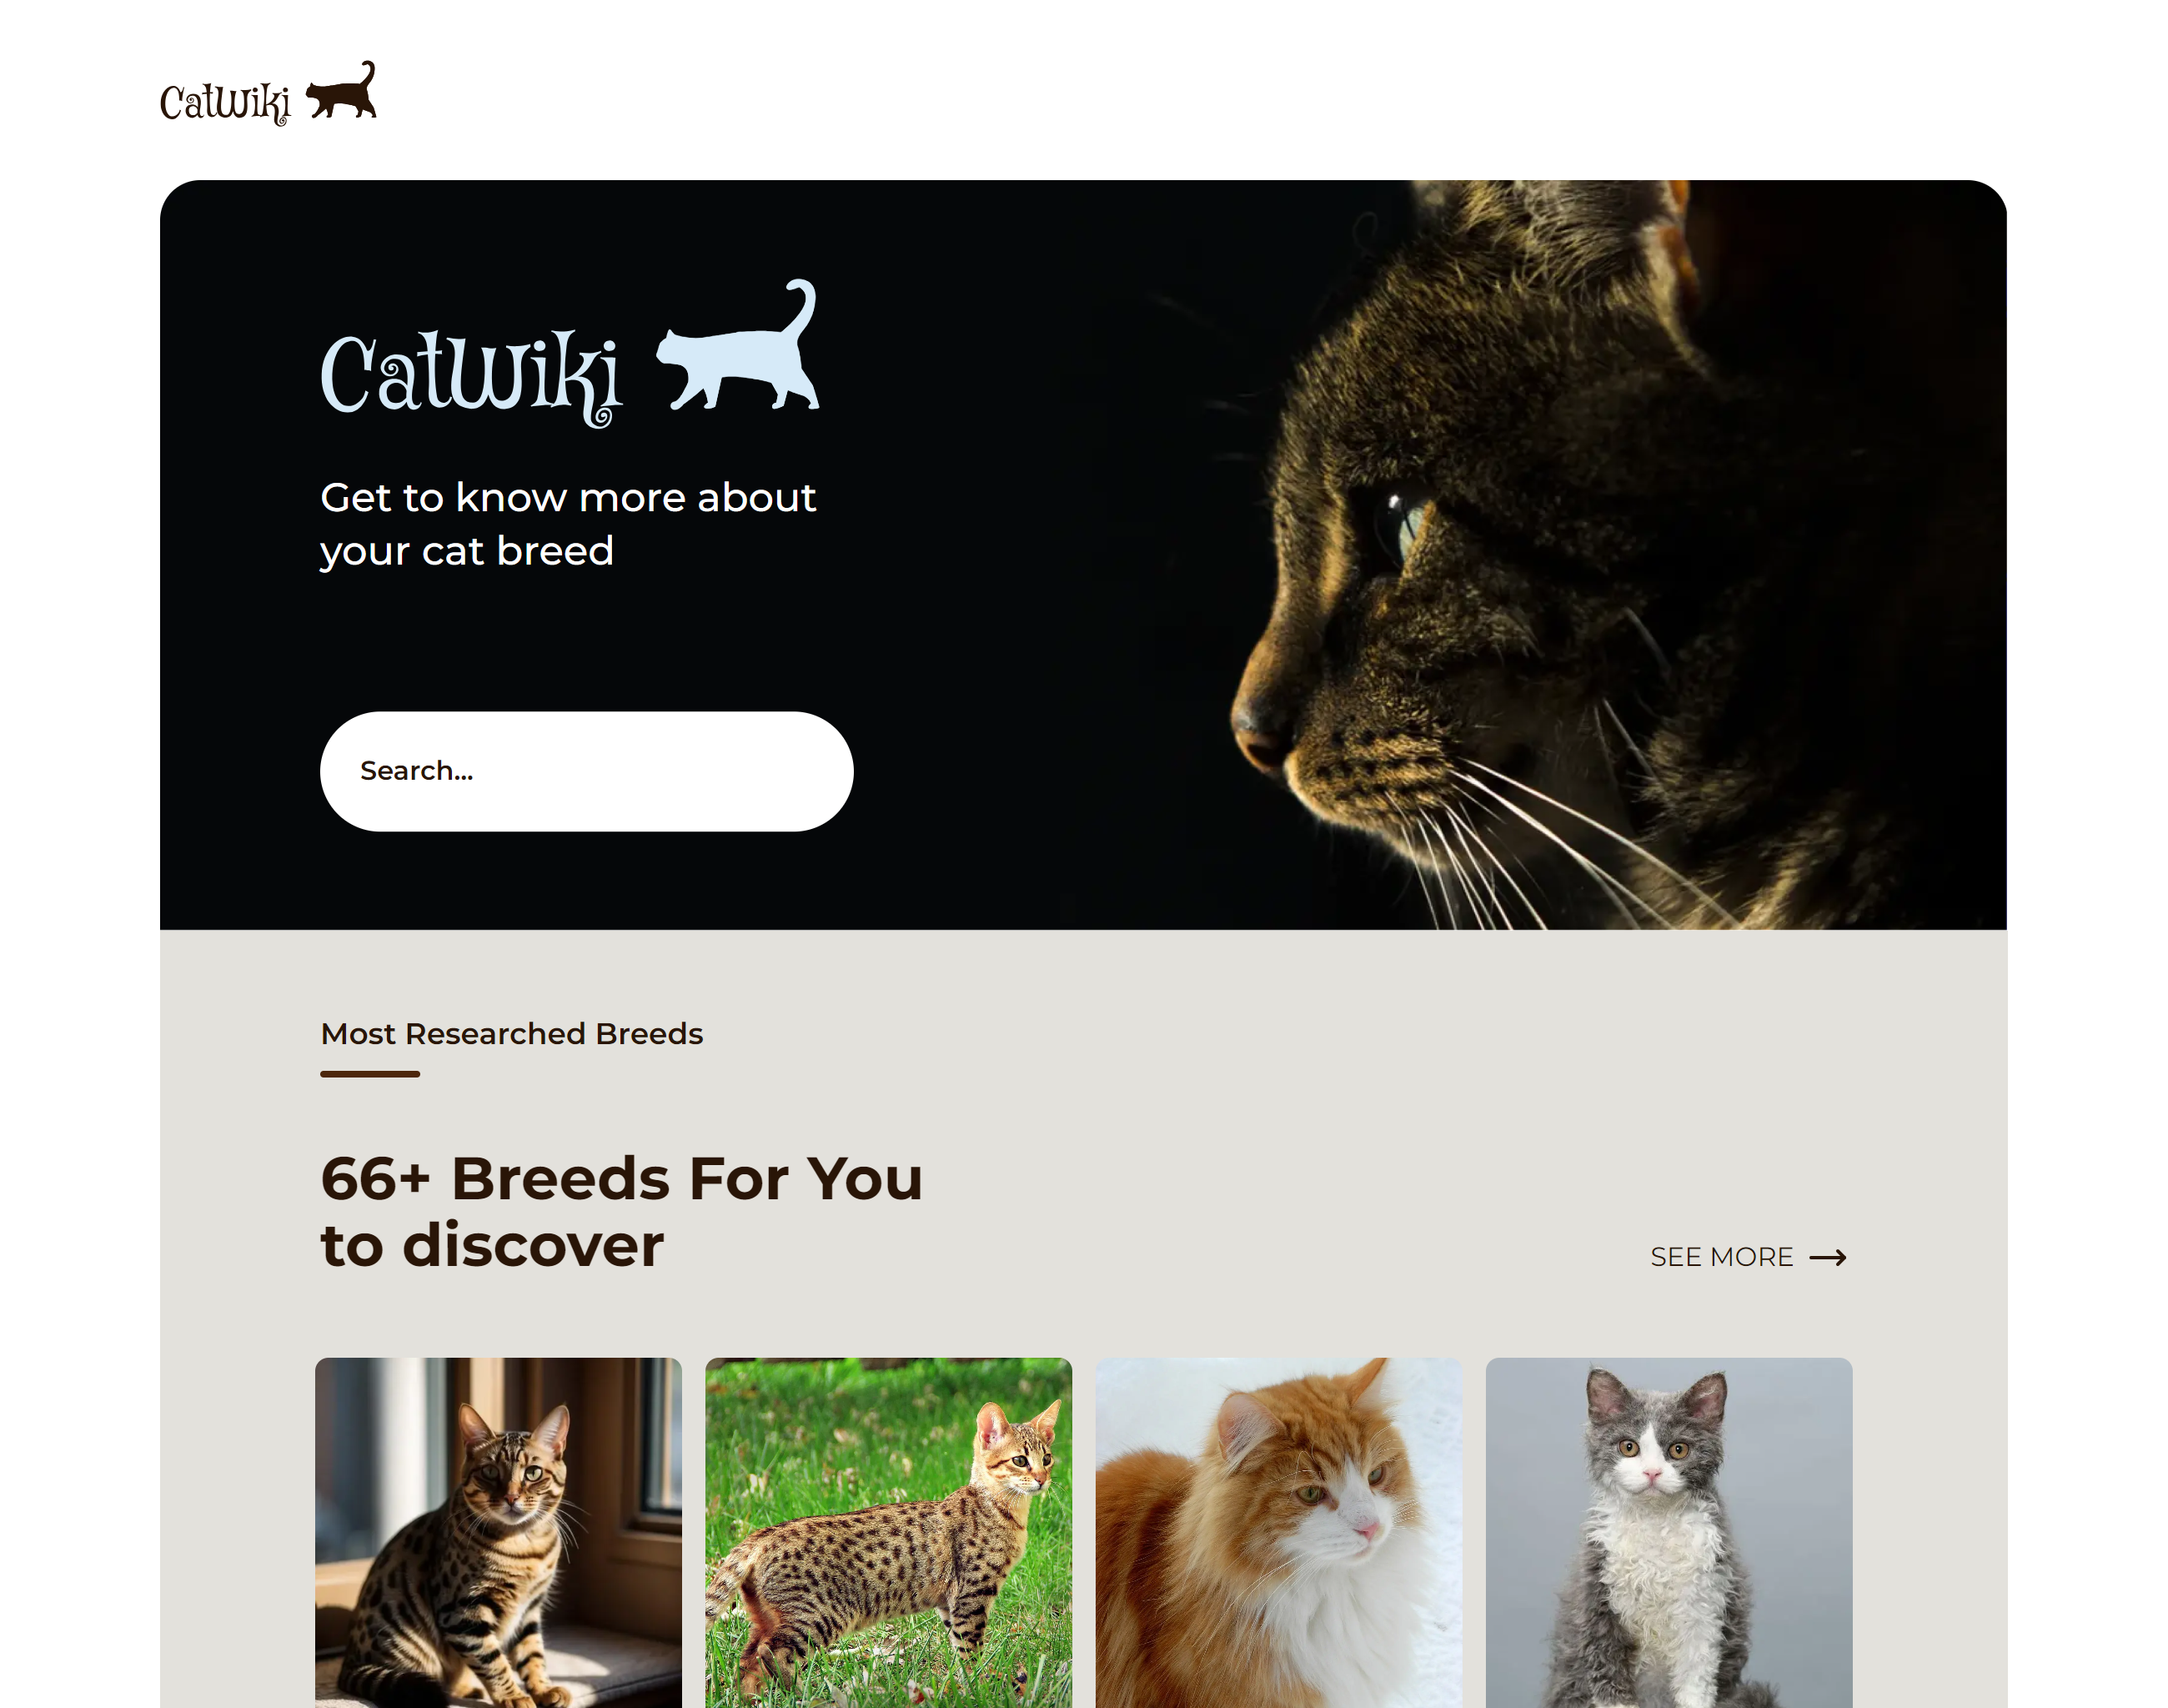 CatWiki
CatWiki
Get to know more about
your cat breed
Search...
Most Researched Breeds
66+ Breeds For You
to discover
SEE MORE